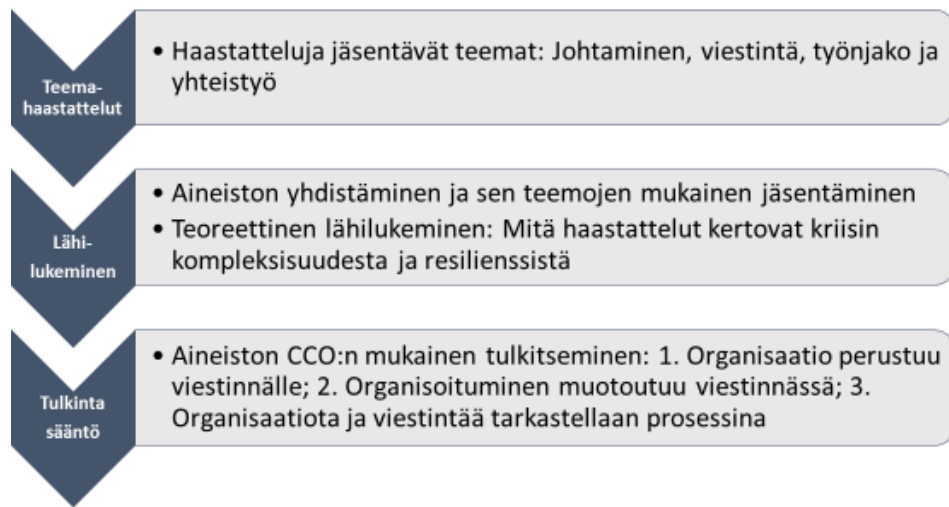 Teema-
haastattelut
• Haastatteluja jäsentävät teemat: Johtaminen, viestintä, työnjako ja
yhteistyö
Lähi-
lukeminen
• Aineiston yhdistäminen ja sen teemojen mukainen jäsentäminen
• Teoreettinen lähilukeminen: Mitä haastattelut kertovat kriisin
kompleksisuudesta ja resilienssistä
Tulkinta
sääntö
• Aineiston CCO:n mukainen tulkitseminen: 1. Organisaatio perustuu
viestinnälle; 2. Organisoituminen muotoutuu viestinnässä; 3.
Organisaatiota ja viestintää tarkastellaan prosessina